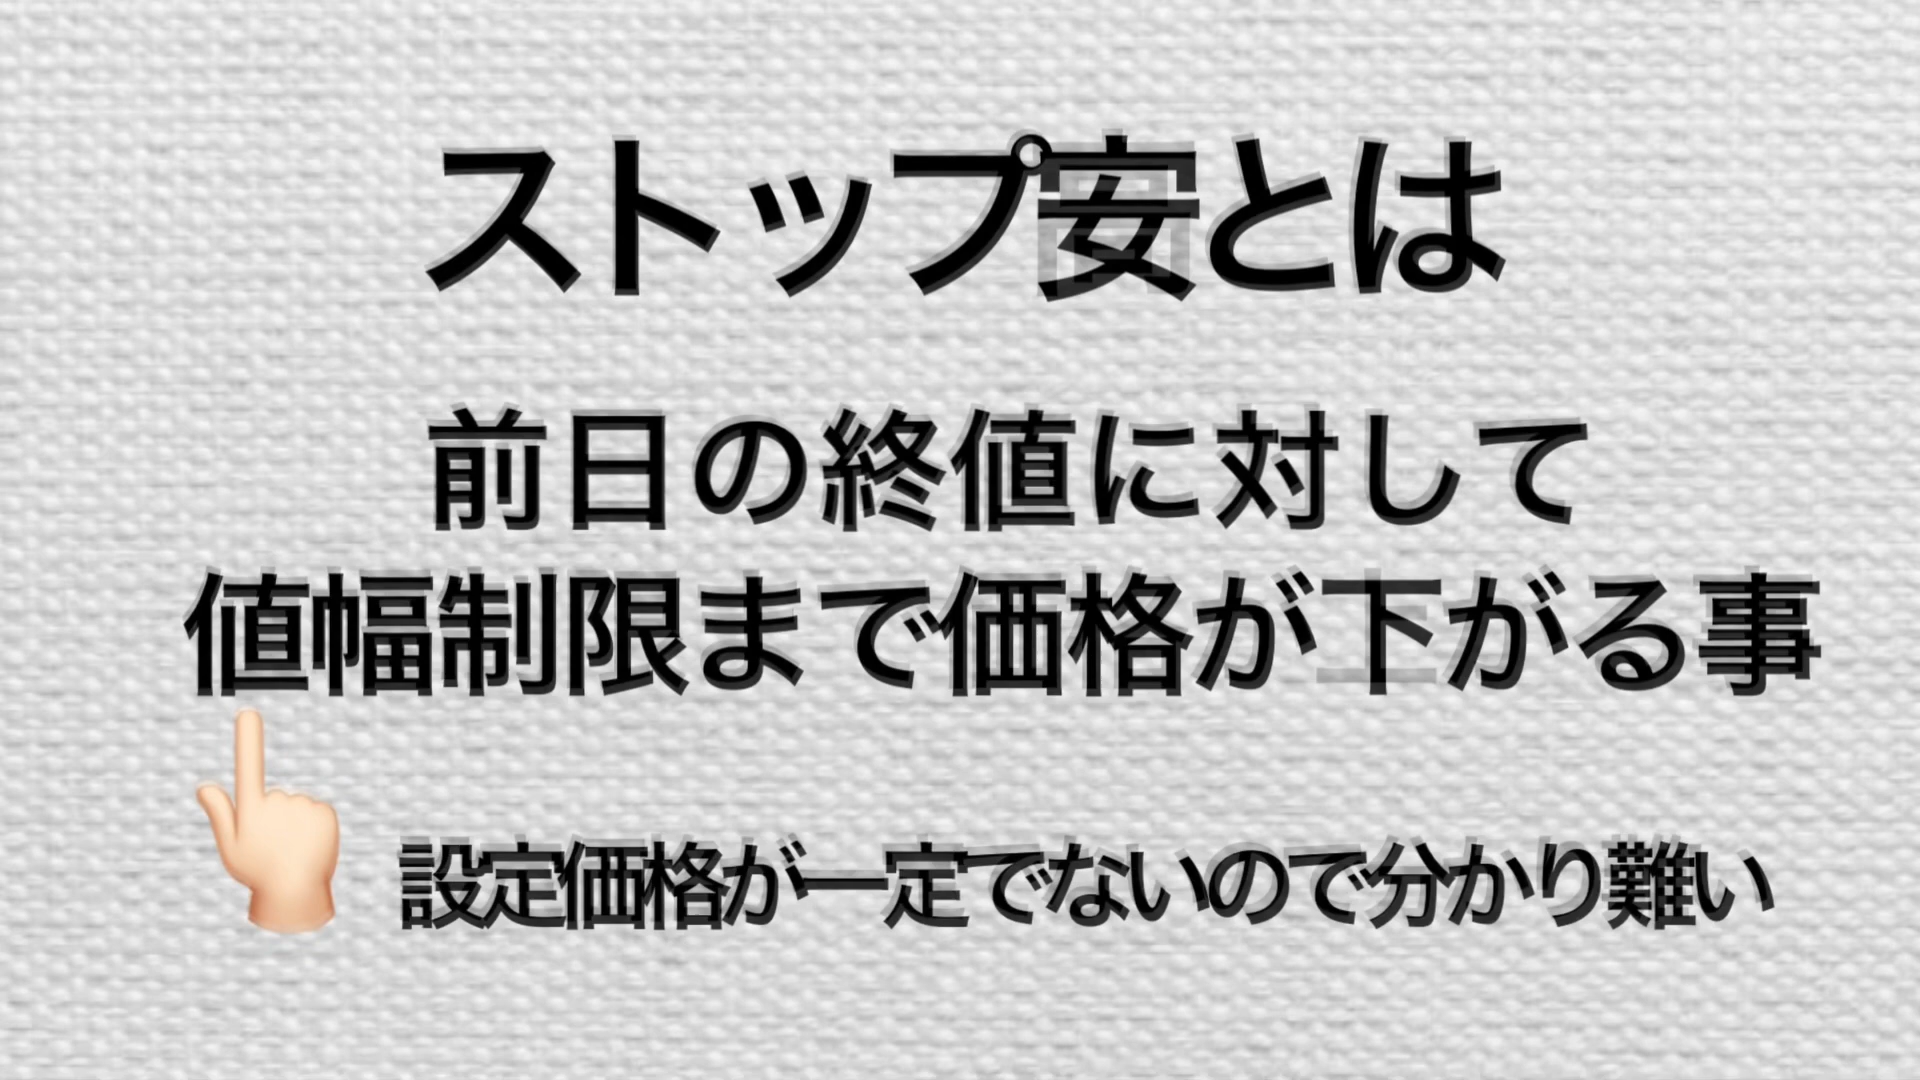 ストップ安とは
前日の終値に対して
値幅制限まで価格が下がる事
設定価格が一定でないので分かり難い